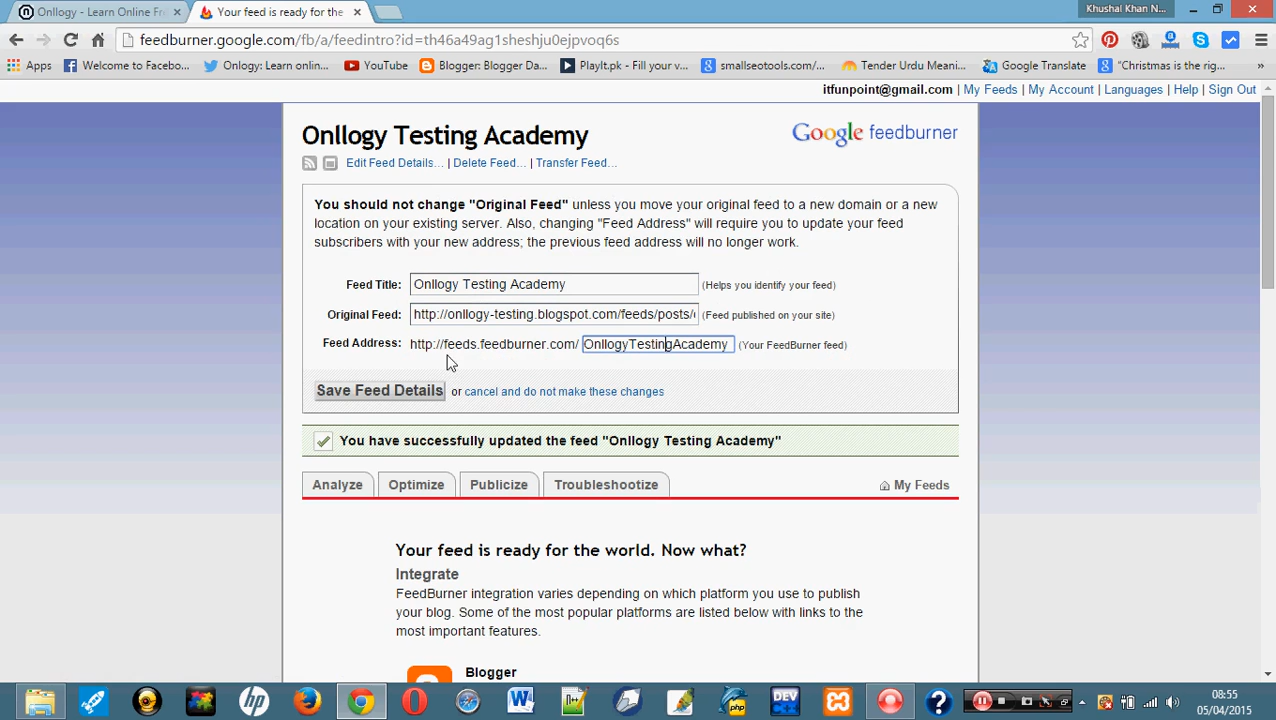 Onllogy - Learn Online Fr
Your feed is ready for the
Khushal Khan N...
feedburner.google.com/fb/a/feedintro?id=th46a49ag1sheshju0ejpvoq6s
Apps
Welcome to Facebo...
Onlogy: Learn onlin...
YouTube
Blogger: Blogger Da...
PlayIt.pk - Fill your v...
smallseotools.com/...
Tender Urdu Meani...
Google Translate
"Christmas is the rig...
»
itfunpoint@gmail.com | My Feeds | My Account | Languages | Help | Sign Out
Onllogy Testing Academy
Google feedburner
Edit Feed Details... | Delete Feed... | Transfer Feed...
You should not change "Original Feed" unless you move your original feed to a new domain or a new
location on your existing server. Also, changing "Feed Address" will require you to update your feed
subscribers with your new address; the previous feed address will no longer work.
Feed Title: Onllogy Testing Academy (Helps you identify your feed)
Original Feed: http://onllogy-testing.blogspot.com/feeds/posts/ (Feed published on your site)
Feed Address: http://feeds.feedburner.com/ OnllogyTestingAcademy (Your FeedBurner feed)
Save Feed Details or cancel and do not make these changes
You have successfully updated the feed "Onllogy Testing Academy"
Analyze Optimize Publicize Troubleshootize My Feeds
Your feed is ready for the world. Now what?
Integrate
FeedBurner integration varies depending on which platform you use to publish
your blog. Some of the most popular platforms are listed below with links to the
most important features.
Blogger
08:55
05/04/2015